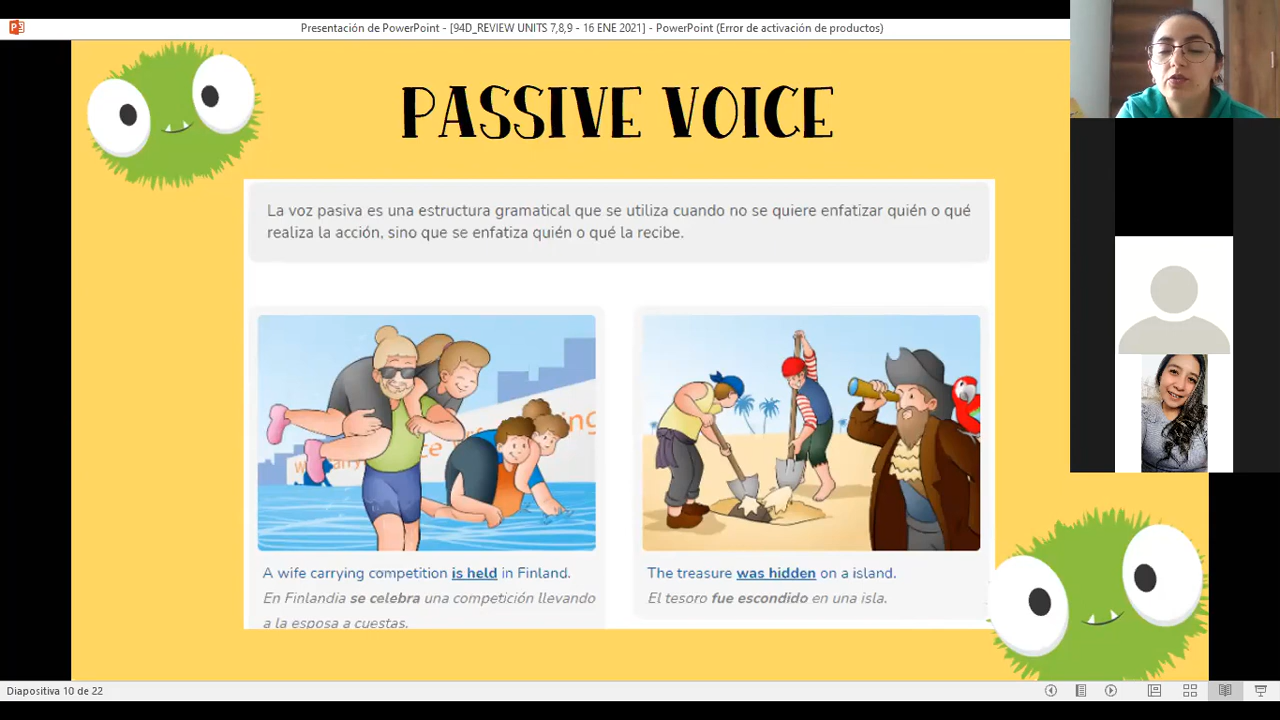 Presentación de PowerPoint - [94D_REVIEW UNITS 7,8,9 - 16 ENE 2021] - PowerPoint (Error de activación de productos)
PASSIVE VOICE
La voz pasiva es una estructura gramatical que se utiliza cuando no se quiere enfatizar quién o qué
realiza la acción, sino que se enfatiza quién o qué la recibe.
A wife carrying competition is held in Finland.
En Finlandia se celebra una competición llevando
a la esposa a cuestas.
The treasure was hidden on a island.
El tesoro fue escondido en una isla.
Diapositiva 10 de 22